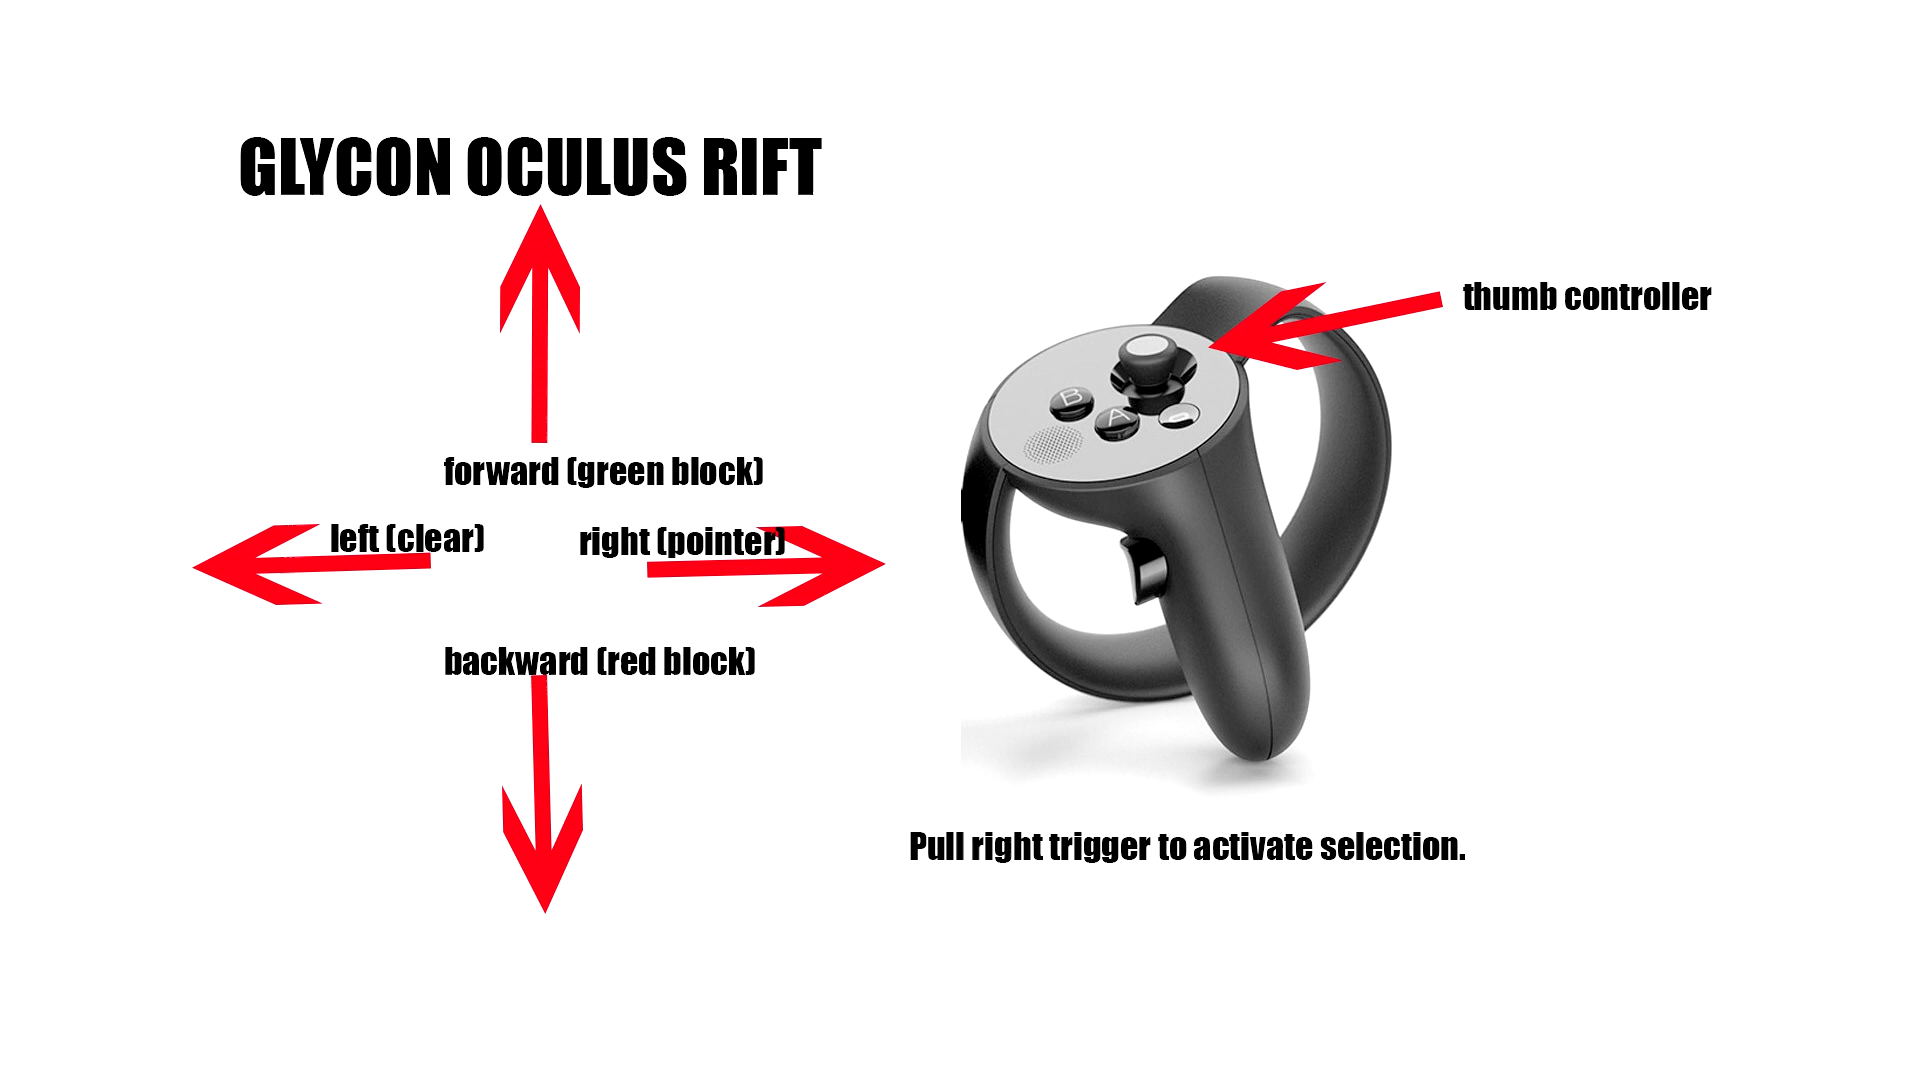 GLYCON OCULUS RIFT
thumb controller
B
A
forward (green block)
left (clear)
right (pointer)
backward (red block)
Pull right trigger to activate selection.